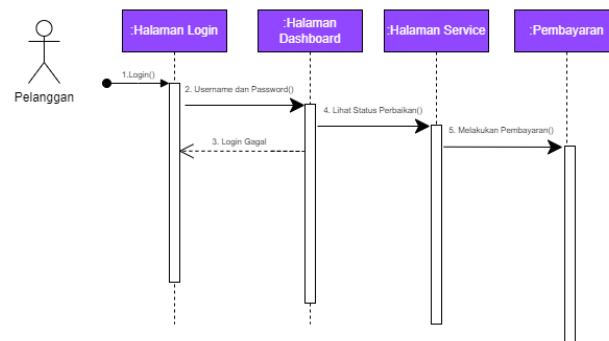 :Halaman Login
:Halaman
Dashboard
:Halaman Service
:Pembayaran
Pelanggan
1.Login()
2. Username dan Password()
3. Login Gagal
4. Lihat Status Perbaikan()
5. Melakukan Pembayaran()